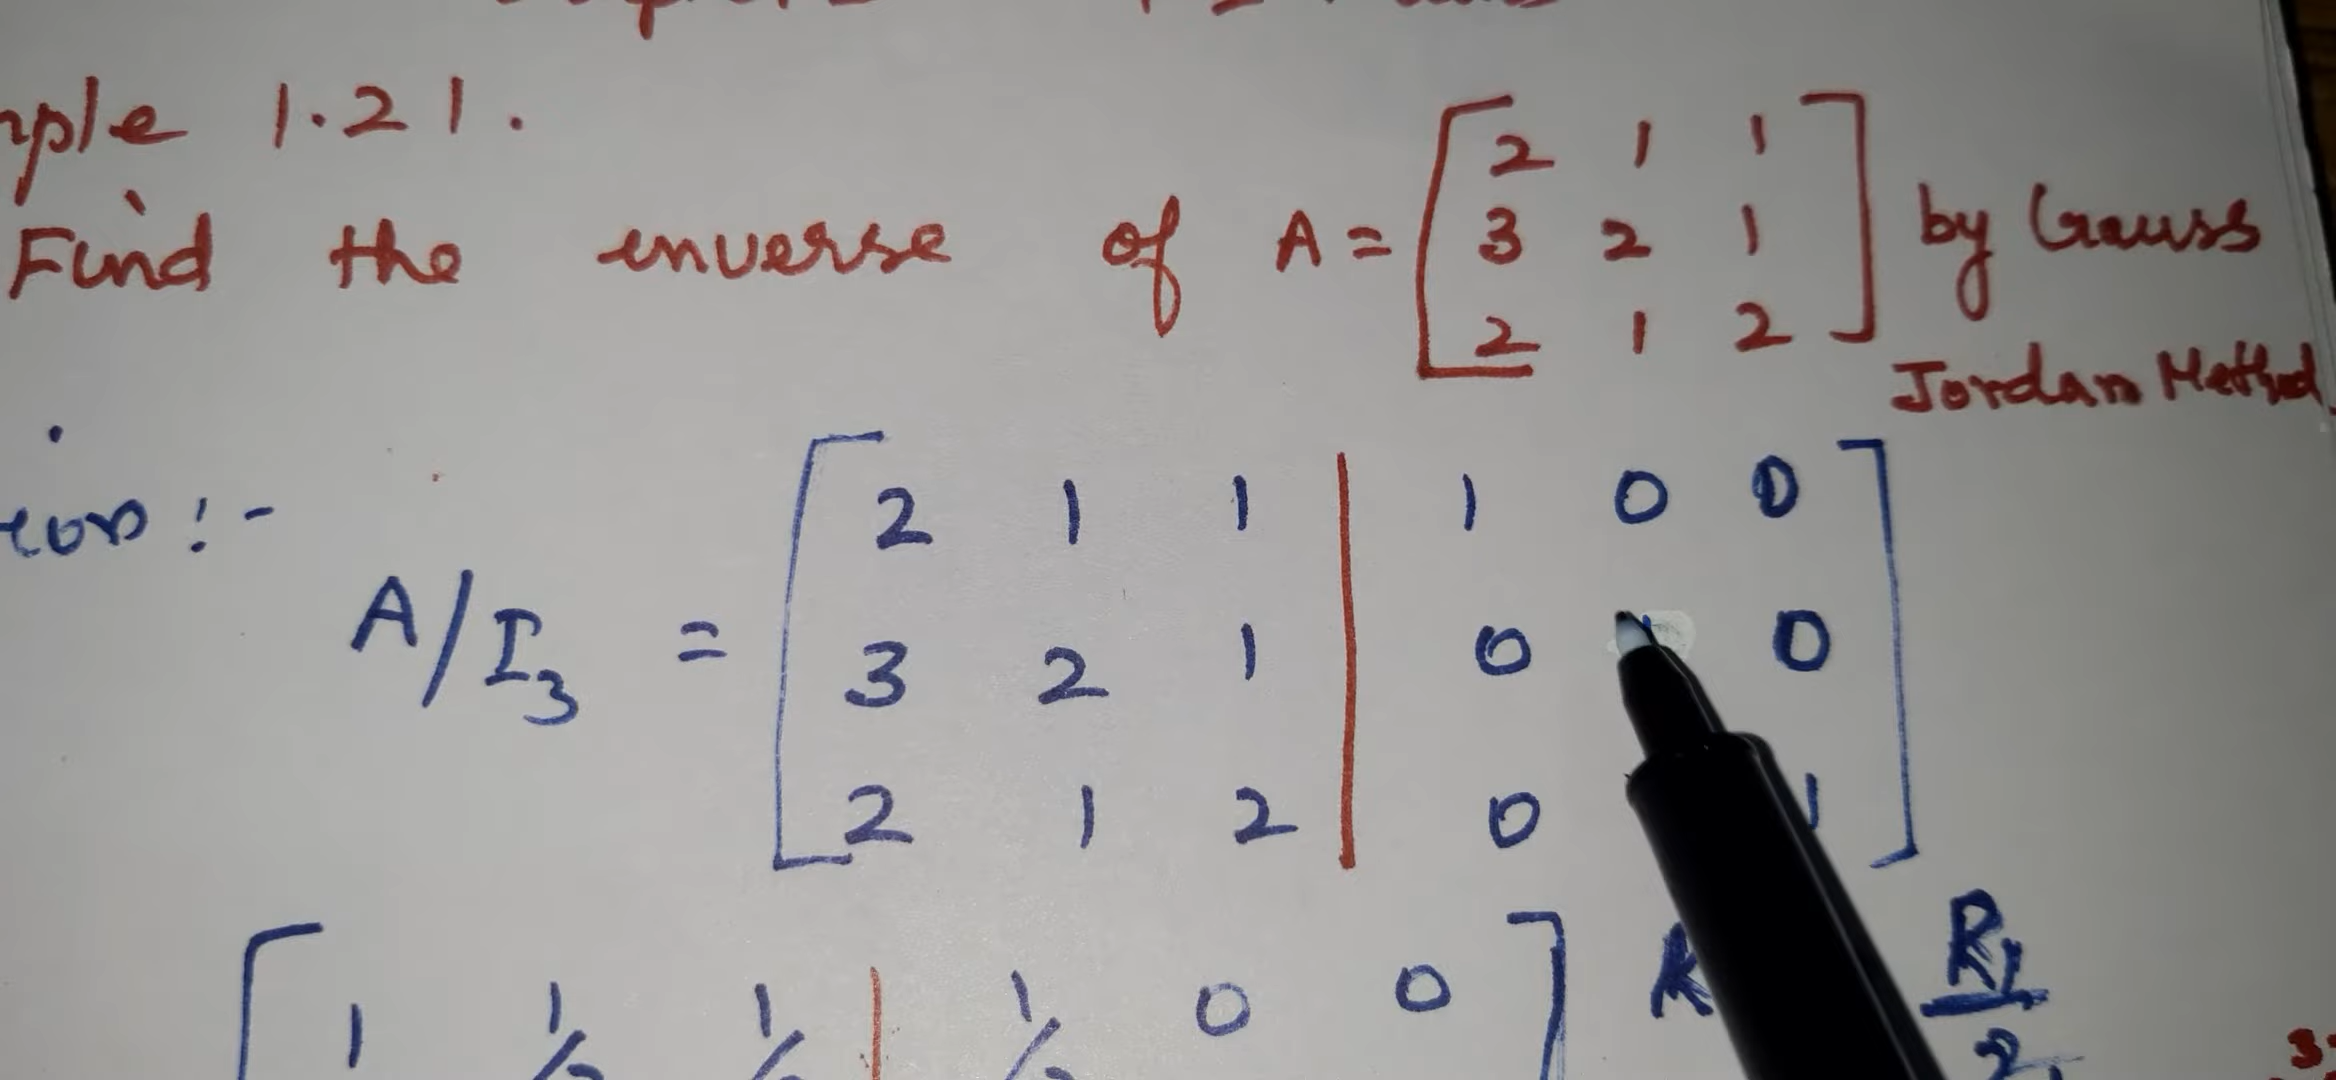 1.21.
Find the inverse of A = [2 1 1
3 2 1
2 1 2] by Gauss
Jordan Method.
:-
A/I3 = [2 1 1 | 1 0 0
3 2 1 | 0 0
2 1 2 | 0 1]
[1 1/2 1/2 | 1/2 0 0] R1/2